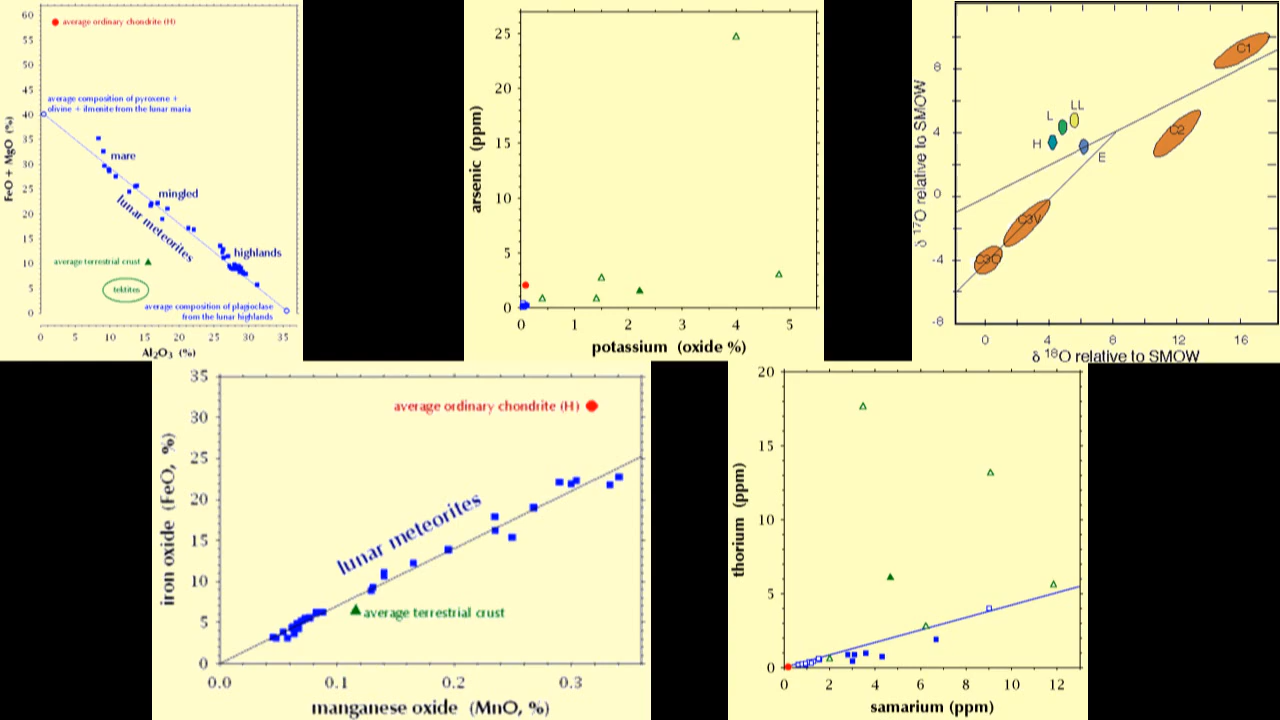 60
55
50
45
40
35
30
25
20
15
10
5
0
FeO + MgO (%)
average ordinary chondrite (H)
average composition of pyroxene +
olivine + ilmenite from the lunar maria
mare
mingled
lunar meteorites
highlands
average terrestrial crust
tektites
average composition of plagioclase
from the lunar highlands
0 5 10 15 20 25 30 35
Al₂O₃ (%)
25
20
15
10
5
0
arsenic (ppm)
0 1 2 3 4 5
potassium (oxide %)
8
4
0
-4
-8
δ ¹⁷O relative to SMOW
C1
LL
L
C2
H
E
C3V
C3O
0 4 8 12 16
δ ¹⁸O relative to SMOW
35
30
25
20
15
10
5
0
iron oxide (FeO, %)
average ordinary chondrite (H)
lunar meteorites
average terrestrial crust
0.0 0.1 0.2 0.3
manganese oxide (MnO, %)
20
15
10
5
0
thorium (ppm)
0 2 4 6 8 10 12
samarium (ppm)